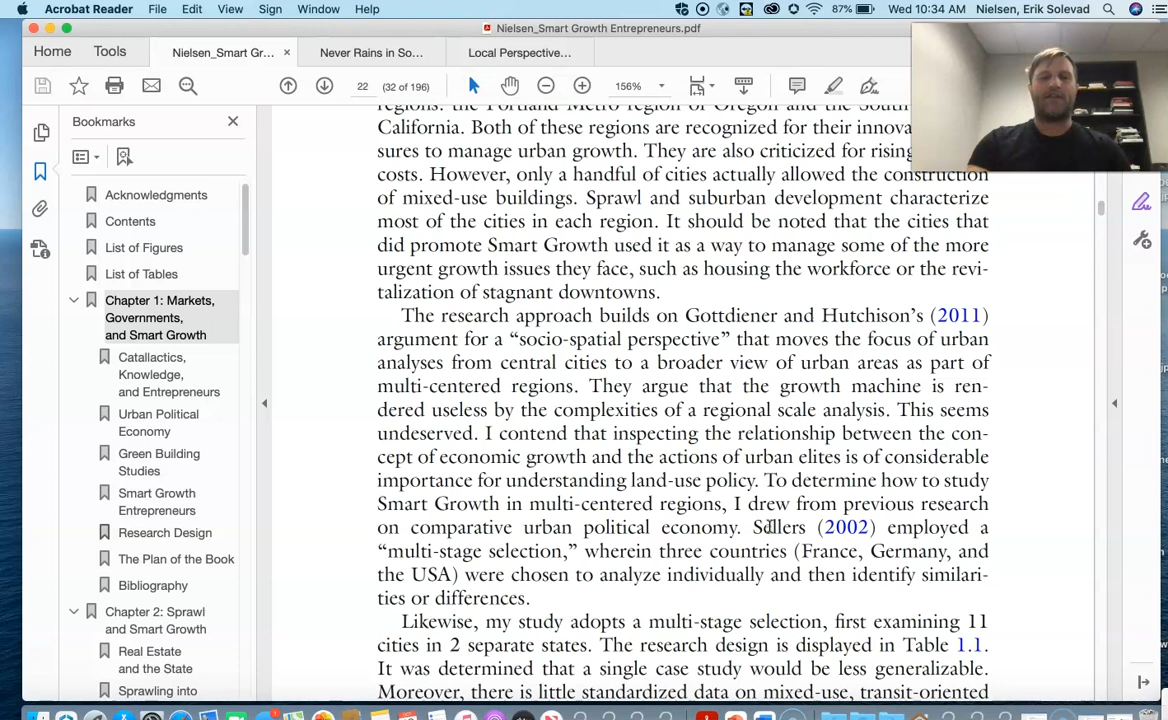 Acrobat Reader File Edit View Sign Window Help 87% Wed 10:34 AM Nielsen, Erik Solevad
Nielsen_Smart Growth Entrepreneurs.pdf
Home Tools Nielsen_Smart Gr... × Never Rains in So... Local Perspective...
22 (32 of 196) 156%
Bookmarks
Acknowledgments
Contents
List of Figures
List of Tables
Chapter 1: Markets,
Governments,
and Smart Growth
Catallactics,
Knowledge,
and Entrepreneurs
Urban Political
Economy
Green Building
Studies
Smart Growth
Entrepreneurs
Research Design
The Plan of the Book
Bibliography
Chapter 2: Sprawl
and Smart Growth
Real Estate
and the State
Sprawling into
regions: the Portland Metro region of Oregon and the South
California. Both of these regions are recognized for their innova
sures to manage urban growth. They are also criticized for rising
costs. However, only a handful of cities actually allowed the construction
of mixed-use buildings. Sprawl and suburban development characterize
most of the cities in each region. It should be noted that the cities that
did promote Smart Growth used it as a way to manage some of the more
urgent growth issues they face, such as housing the workforce or the revi-
talization of stagnant downtowns.
The research approach builds on Gottdiener and Hutchison's (2011)
argument for a "socio-spatial perspective" that moves the focus of urban
analyses from central cities to a broader view of urban areas as part of
multi-centered regions. They argue that the growth machine is ren-
dered useless by the complexities of a regional scale analysis. This seems
undeserved. I contend that inspecting the relationship between the con-
cept of economic growth and the actions of urban elites is of considerable
importance for understanding land-use policy. To determine how to study
Smart Growth in multi-centered regions, I drew from previous research
on comparative urban political economy. Sellers (2002) employed a
"multi-stage selection," wherein three countries (France, Germany, and
the USA) were chosen to analyze individually and then identify similari-
ties or differences.
Likewise, my study adopts a multi-stage selection, first examining 11
cities in 2 separate states. The research design is displayed in Table 1.1.
It was determined that a single case study would be less generalizable.
Moreover, there is little standardized data on mixed-use, transit-oriented